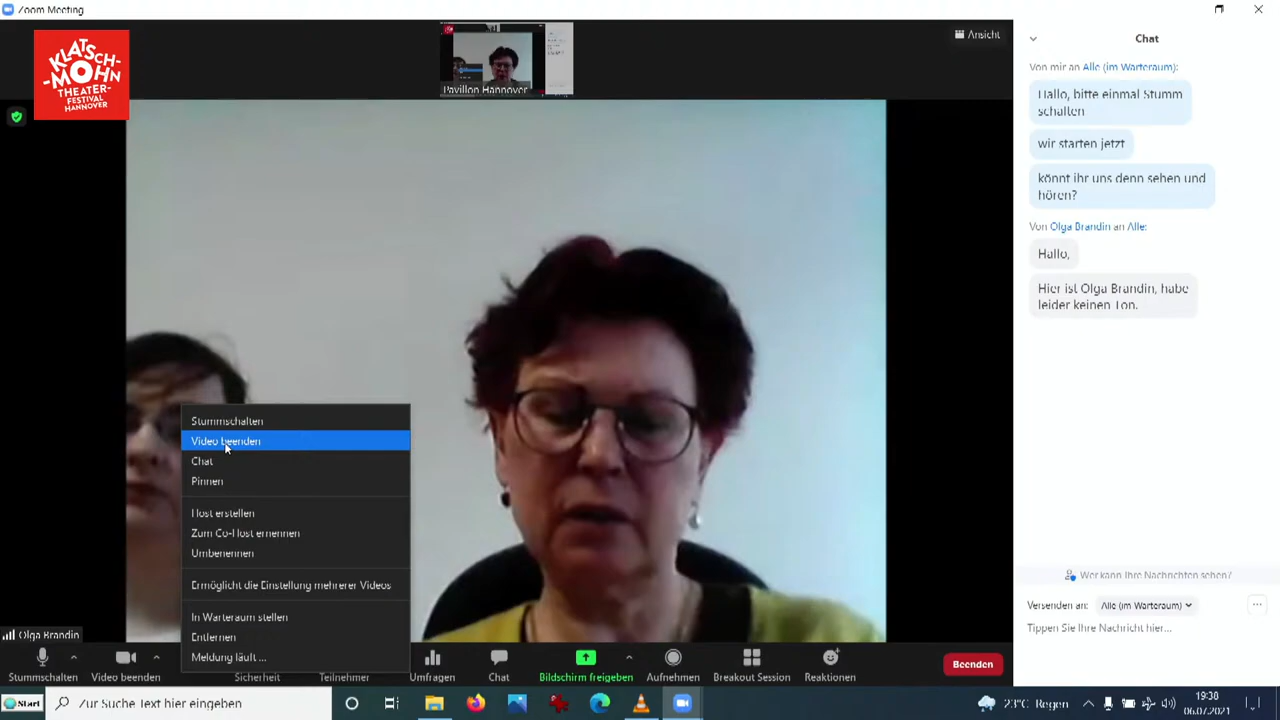 Zoom Meeting
KLATSCH-
-MOHN
THEATER-
FESTIVAL
HANNOVER
Pavillon Hannover
Ansicht
Chat
Von mir an Alle (im Warteraum):
Hallo, bitte einmal Stumm
schalten
wir starten jetzt
könnt ihr uns denn sehen und
hören?
Von Olga Brandin an Alle:
Hallo,
Hier ist Olga Brandin, habe
leider keinen Ton.
Stummschalten
Video beenden
Chat
Pinnen
Host erstellen
Zum Co-Host ernennen
Umbenennen
Ermöglicht die Einstellung mehrerer Videos
In Warteraum stellen
Entfernen
Meldung läuft ...
Wer kann Ihre Nachrichten sehen?
Versenden an: Alle (im Warteraum)
Tippen Sie Ihre Nachricht hier...
Olga Brandin
Stummschalten
Video beenden
Sicherheit
Teilnehmer
Umfragen
Chat
Bildschirm freigeben
Aufnehmen
Breakout Session
Reaktionen
Beenden
Start
Zur Suche Text hier eingeben
23°C Regen
19:38
06.07.2021